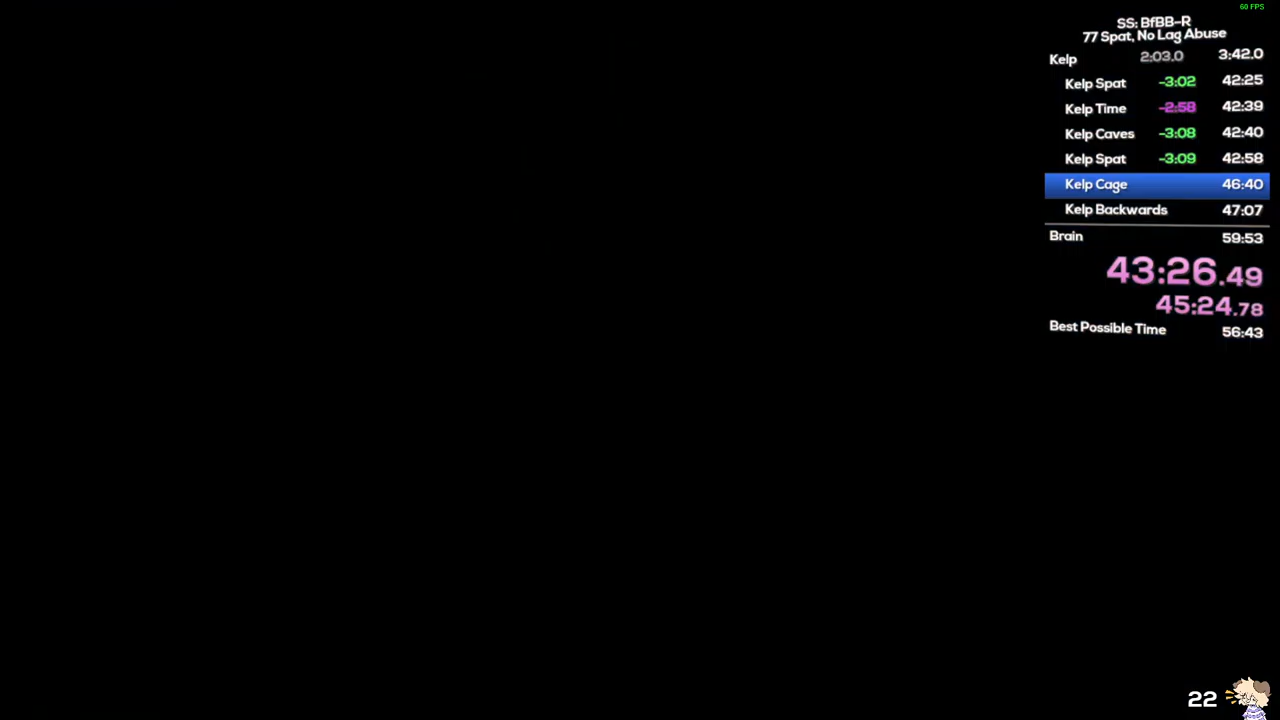 60 FPS
SS: BfBB-R
77 Spat, No Lag Abuse
Kelp 2:03.0 3:42.0
Kelp Spat -3:02 42:25
Kelp Time -2:58 42:39
Kelp Caves -3:08 42:40
Kelp Spat -3:09 42:58
Kelp Cage 46:40
Kelp Backwards 47:07
Brain 59:53
43:26.49
45:24.78
Best Possible Time 56:43
22